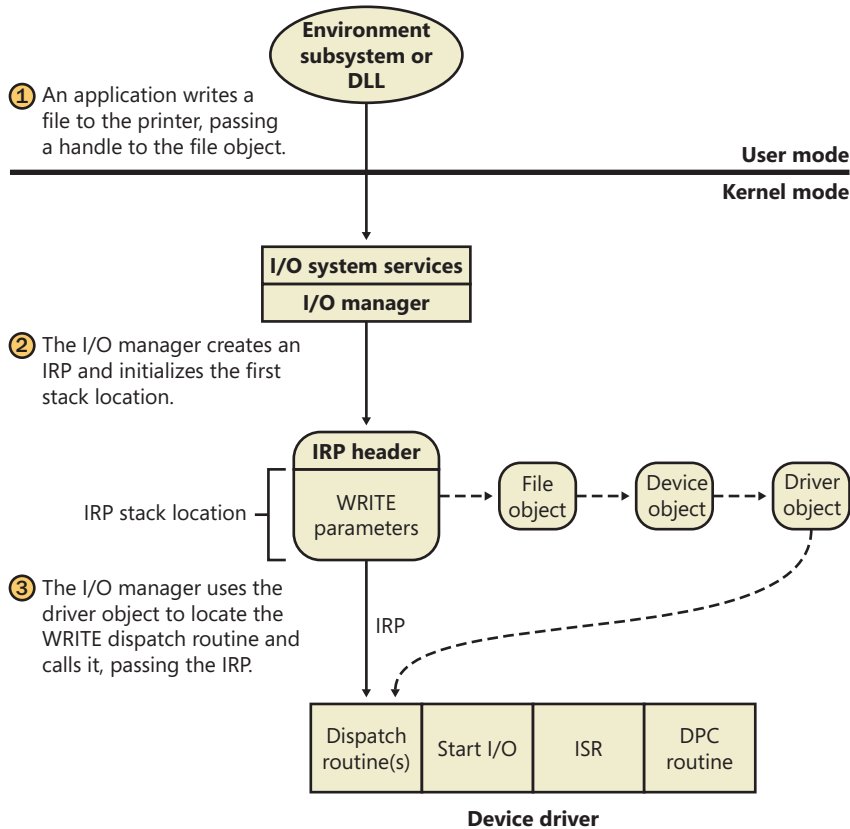 Environment
subsystem or
DLL
1 An application writes a
file to the printer, passing
a handle to the file object.
User mode
Kernel mode
I/O system services
I/O manager
2 The I/O manager creates an
IRP and initializes the first
stack location.
IRP header
WRITE
parameters
File
object
Device
object
Driver
object
IRP stack location
3 The I/O manager uses the
driver object to locate the
WRITE dispatch routine and
calls it, passing the IRP.
IRP
Dispatch
routine(s)
Start I/O
ISR
DPC
routine
Device driver